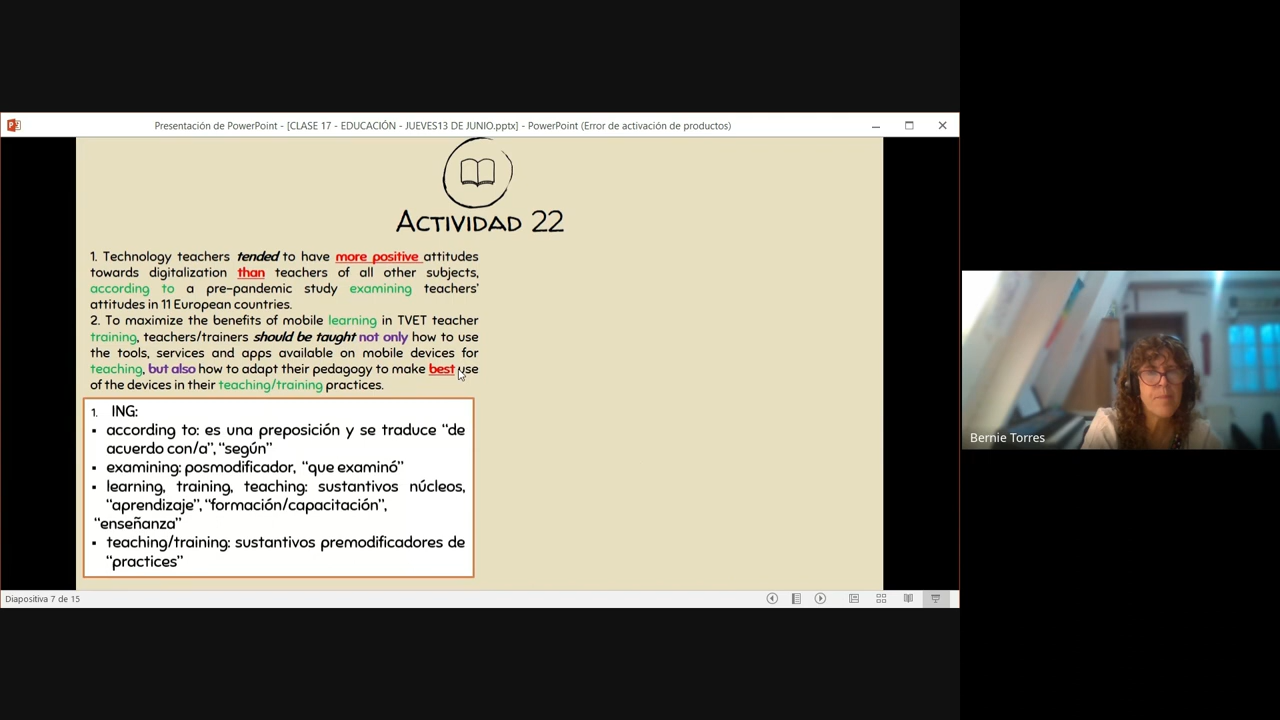 Presentación de PowerPoint - [CLASE 17 - EDUCACIÓN - JUEVES13 DE JUNIO.pptx] - PowerPoint (Error de activación de productos)
ACTIVIDAD 22
1. Technology teachers tended to have more positive attitudes
towards digitalization than teachers of all other subjects,
according to a pre-pandemic study examining teachers'
attitudes in 11 European countries.
2. To maximize the benefits of mobile learning in TVET teacher
training, teachers/trainers should be taught not only how to use
the tools, services and apps available on mobile devices for
teaching, but also how to adapt their pedagogy to make best use
of the devices in their teaching/training practices.
1. ING:
▪ according to: es una preposición y se traduce "de
acuerdo con/a", "según"
▪ examining: posmodificador, "que examinó"
▪ learning, training, teaching: sustantivos núcleos,
"aprendizaje", "formación/capacitación",
"enseñanza"
▪ teaching/training: sustantivos premodificadores de
"practices"
Diapositiva 7 de 15
Bernie Torres